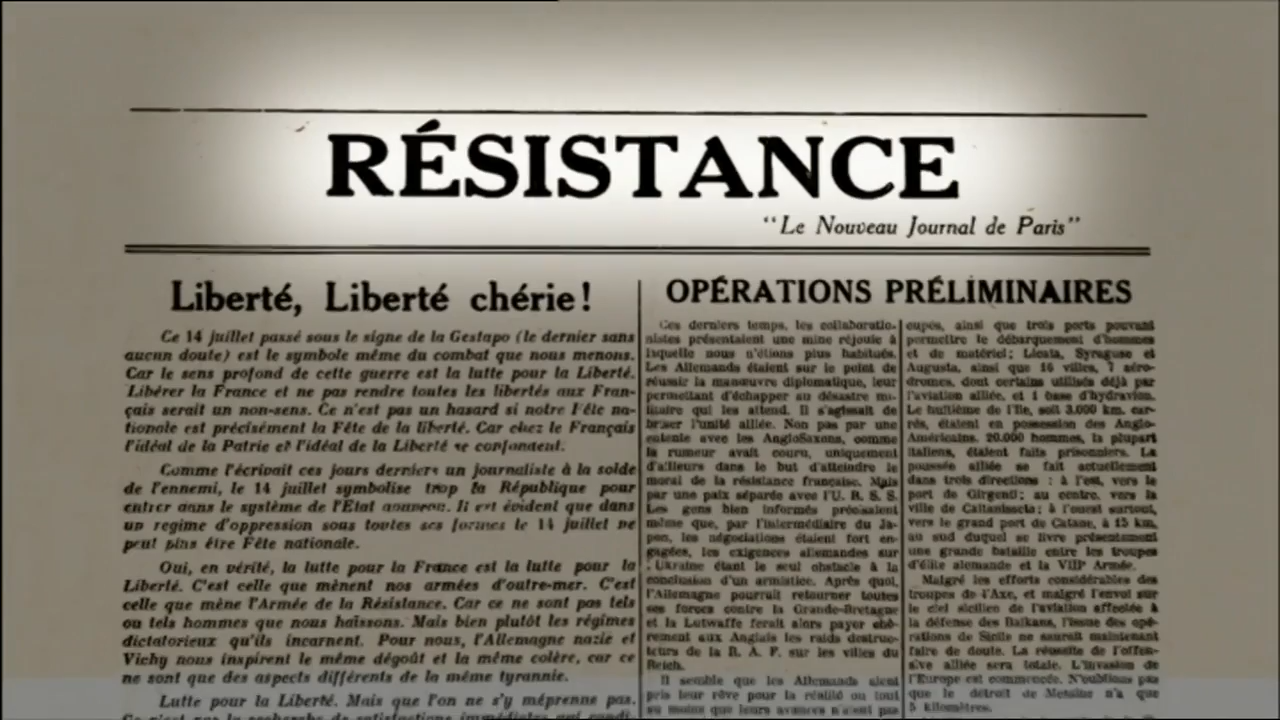 RÉSISTANCE
"Le Nouveau Journal de Paris"
Liberté, Liberté chérie!
Ce 14 juillet passé sous le signe de la Gestapo (le dernier sans
aucun doute) est le symbole même du combat que nous menons.
Car le sens profond de cette guerre est la lutte pour la Liberté.
Libérer la France et ne pas rendre toutes les libertés aux Fran-
çais serait un non-sens. Ce n'est pas un hasard si notre Fête na-
tionale est précisément la Fête de la liberté. Car chez le Français
l'idéal de la Patrie et l'idéal de la Liberté se confondent.
Comme l'écrivait ces jours derniers un journaliste à la solde
de l'ennemi, le 14 juillet symbolise trop la République pour
entrer dans le système de l'Etat nouveau. Il est évident que dans
un regime d'oppression sous toutes ses formes le 14 juillet ne
peut plus être Fête nationale.
Oui, en vérité, la lutte pour la France est la lutte pour la
Liberté. C'est celle que mènent nos armées d'outre-mer. C'est
celle que mène l'Armée de la Résistance. Car ce ne sont pas tels
ou tels hommes que nous haïssons. Mais bien plutôt les régimes
dictatorieux qu'ils incarnent. Pour nous, l'Allemagne nazie et
Vichy nous inspirent le même dégoût et la même colère, car ce
ne sont que des aspects différents de la même tyrannie.
Lutte pour la Liberté. Mais que l'on ne s'y méprenne pas.
OPÉRATIONS PRÉLIMINAIRES
Ces derniers temps, les collaboratio-
nistes présentaient une mine réjouie à
laquelle nous n'étions plus habitués.
Les Allemands étaient sur le point de
réussir la manœuvre diplomatique, leur
permettant d'échapper au désastre mi-
litaire qui les attend. Il s'agissait de
briser l'unité alliée. Non pas par une
entente avec les AngloSaxons, comme
la rumeur avait couru, uniquement
d'ailleurs dans le but d'atteindre le
moral de la résistance française. Mais
par une paix séparée avec l'U. R. S. S.
Les gens bien informés précisaient
même que, par l'intermédiaire du Ja-
pon, les négociations étaient fort en-
gagées, les exigences allemandes sur
l'Ukraine étant le seul obstacle à la
conclusion d'un armistice. Après quoi,
l'Allemagne pourrait retourner toutes
ses forces contre la Grande-Bretagne
et la Lutwaffe ferait alors payer chè-
rement aux Anglais les raids destruc-
teurs de la R. A. F. sur les villes du
Reich.
Il semble que les Allemands aient
pris leur rêve pour la réalité ou tout
au moins que leurs avances n'aient pas
cupés, ainsi que trois ports pouvant
permettre le débarquement d'hommes
et de matériel; Licata, Syracuse et
Augusta, ainsi que 16 villes, 7 aéro-
dromes, dont certains utilisés déjà par
l'aviation alliée, et 1 base d'hydravion.
Le huitième de l'île, soit 3.000 km. car-
rés, étaient en possession des Anglo-
Américains. 20.000 hommes, la plupart
italiens, étaient faits prisonniers. La
poussée alliée se fait actuellement
dans trois directions : à l'est, vers le
port de Girgenti; au centre, vers la
ville de Caltanissetta; à l'ouest surtout,
vers le grand port de Catane, à 15 km.
au sud duquel se livre présentement
une grande bataille entre les troupes
d'élite alemande et la VIIIe Armée.
Malgré les efforts considérables des
troupes de l'Axe, et malgré l'envoi sur
le ciel sicilien de l'aviation affectée à
la défense des Balkans, l'issue des opé-
rations de Sicile ne saurait maintenant
faire de doute. La réussite de l'offen-
sive alliée sera totale. L'invasion de
l'Europe est commencée. N'oublions pas
que le détroit de Messine n'a que
5 kilomètres.